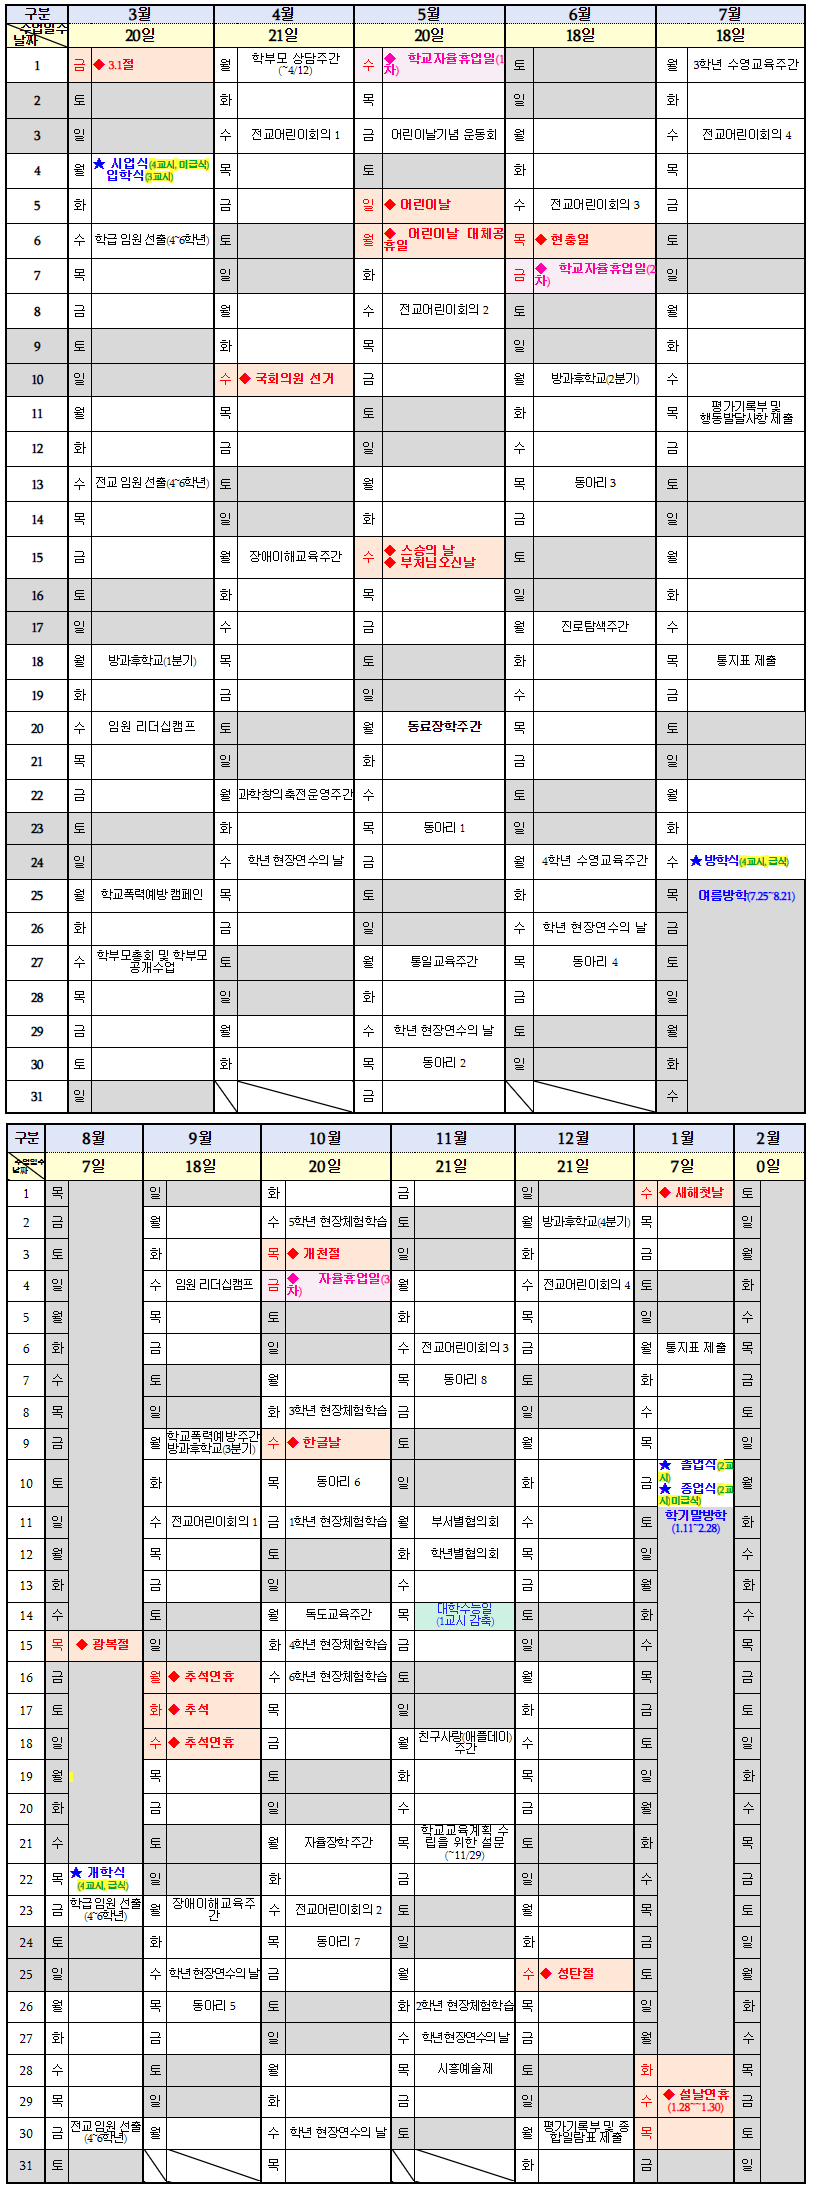 구분 3월 4월 5월 6월 7월
수업일수 날짜 20일 21일 20일 18일 18일
1 금 ◆ 3.1절 월 학부모 상담주간 (~4/12) 수 ◆ 학교자율휴업일(1차) 토 월 3학년 수영교육주간
2 토 화 목 일 화
3 일 수 전교어린이회의 1 금 어린이날기념 운동회 월 수 전교어린이회의 4
4 월 ★ 시업식(4교시, 미급식) 입학식(3교시) 목 토 화 목
5 화 금 일 ◆ 어린이날 수 전교어린이회의 3 금
6 수 학급 임원 선출(4~6학년) 토 월 ◆ 어린이날 대체공휴일 목 ◆ 현충일 토
7 목 일 화 금 ◆ 학교자율휴업일(2차) 일
8 금 월 수 전교어린이회의 2 토 월
9 토 화 목 일 화
10 일 수 ◆ 국회의원 선거 금 월 방과후학교(2분기) 수
11 월 목 토 화 목 평가기록부 및 행동발달사항 제출
12 화 금 일 수 금
13 수 전교 임원 선출(4~6학년) 토 월 목 동아리 3 토
14 목 일 화 금 일
15 금 월 장애이해교육주간 수 ◆ 스승의 날 ◆ 부처님오신날 토 월
16 토 화 목 일 화
17 일 수 금 월 진로탐색주간 수
18 월 방과후학교(1분기) 목 토 화 목 통지표 제출
19 화 금 일 수 금
20 수 임원 리더십캠프 토 월 동료장학주간 목 토
21 목 일 화 금 일
22 금 월 과학창의축전운영주간 수 토 월
23 토 화 목 동아리 1 일 화
24 일 수 학년 현장연수의 날 금 월 4학년 수영교육주간 수 ★ 방학식(4교시, 급식)
25 월 학교폭력예방 캠페인 목 토 화 목 여름방학(7.25~8.21)
26 화 금 일 수 학년 현장연수의 날 금
27 수 학부모총회 및 학부모 공개수업 토 월 통일교육주간 목 동아리 4 토
28 목 일 화 금 일
29 금 월 수 학년 현장연수의 날 토 월
30 토 화 목 동아리 2 일 화
31 일 금 수
구분 8월 9월 10월 11월 12월 1월 2월
7일 18일 20일 21일 21일 7일 0일
1 목 일 화 금 일 수 ◆ 새해첫날 토
2 금 월 수 5학년 현장체험학습 토 월 방과후학교(4분기) 목 일
3 토 화 목 ◆ 개천절 일 화 금 월
4 일 수 임원 리더십캠프 금 ◆ 자율휴업일(3차) 월 수 전교어린이회의 4 토 화
5 월 목 토 화 목 일 수
6 화 금 일 수 전교어린이회의 3 금 월 통지표 제출 목
7 수 토 월 목 동아리 8 토 화 금
8 목 일 화 3학년 현장체험학습 금 일 수 토
9 금 월 학교폭력예방주간 방과후학교(3분기) 수 ◆ 한글날 토 월 목 일
10 토 화 목 동아리 6 일 화 금 ★ 졸업식(2교시) ★ 종업식(2교시)미급식) 월
11 일 수 전교어린이회의 1 금 1학년 현장체험학습 월 부서별협의회 수 토 학기말방학 (1.11~2.28) 화
12 월 목 토 화 학년별협의회 목 일 수
13 화 금 일 수 금 월 화
14 수 토 월 독도교육주간 목 대학수능일 (1교시 감축) 토 화 수
15 목 ◆ 광복절 일 화 4학년 현장체험학습 금 일 수 목
16 금 월 ◆ 추석연휴 수 6학년 현장체험학습 토 월 목 금
17 토 화 ◆ 추석 목 일 화 금 토
18 일 수 ◆ 추석연휴 금 월 친구사랑(애플데이) 주간 수 토 일
19 월 목 토 화 목 일 화
20 화 금 일 수 금 월 수
21 수 토 월 자율장학 주간 목 학교교육계획 수립을 위한 설문 (~11/29) 토 화 목
22 목 ★ 개학식 (4교시, 급식) 일 화 금 일 수 금
23 금 학급임원 선출 (4~6학년) 월 장애이해교육주간 수 전교어린이회의 2 토 월 목 토
24 토 화 목 동아리 7 일 화 금 일
25 일 수 학년현장연수의 날 금 월 수 ◆ 성탄절 토 월
26 월 목 동아리 5 토 화 2학년 현장체험학습 목 일 화
27 화 금 일 수 학년현장연수의 날 금 월 수
28 수 토 월 목 시흥예술제 토 화 목
29 목 일 화 금 일 수 ◆ 설날연휴 (1.28~~1.30) 금
30 금 전교임원 선출 (4~6학년) 월 수 학년 현장연수의 날 토 월 평가기록부 및 종합일람표 제출 목 토
31 토 목 화 금 일